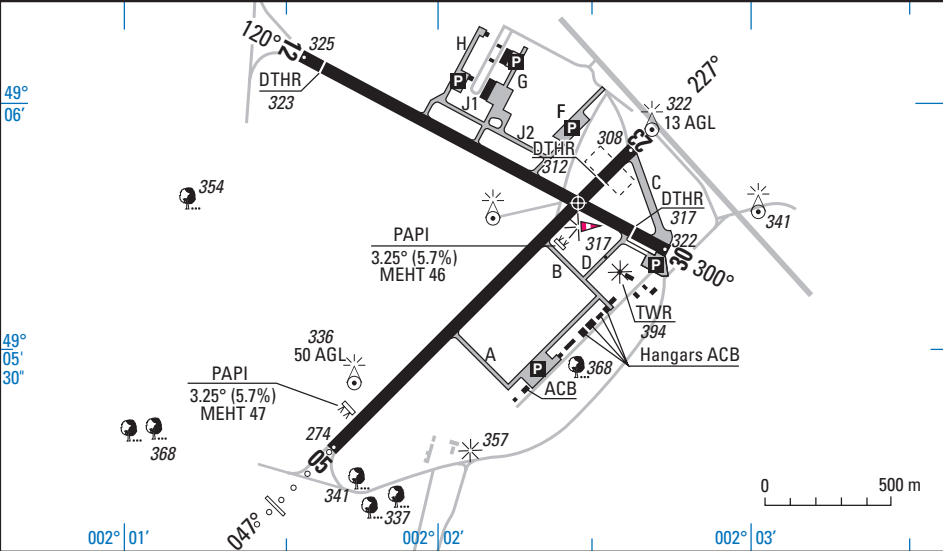 120°
12
325
DTHR
323
H
P
P
G
J1
J2
F
P
308
DTHR
312
227°
23
322
13 AGL
49°
06′
C
DTHR
317
341
354
322
30
300°
P
317
PAPI
3.25° (5.7%)
MEHT 46
B
D
TWR
394
Hangars ACB
336
50 AGL
A
P
368
ACB
49°
05′
30″
PAPI
3.25° (5.7%)
MEHT 47
274
05
357
368
341
337
047°
0
500 m
002° 01′
002° 02′
002° 03′